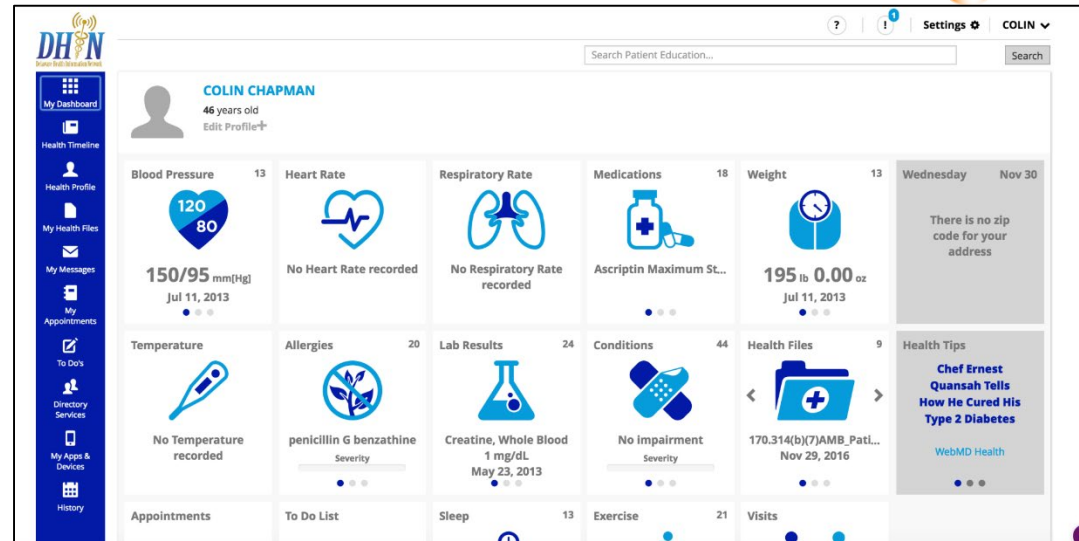 DHIN
Delaware Health Information Network
?
!
1
Settings
COLIN
Search Patient Education...
Search
My Dashboard
Health Timeline
Health Profile
My Health Files
My Messages
My
Appointments
To Do's
Directory
Services
My Apps &
Devices
History
COLIN CHAPMAN
46 years old
Edit Profile+
Blood Pressure 13
120
80
150/95 mm[Hg]
Jul 11, 2013
Heart Rate
No Heart Rate recorded
Respiratory Rate
No Respiratory Rate
recorded
Medications 18
Ascriptin Maximum St...
Weight 13
195 lb 0.00 oz
Jul 11, 2013
Wednesday Nov 30
There is no zip
code for your
address
Temperature
No Temperature
recorded
Allergies 20
penicillin G benzathine
Severity
Lab Results 24
Creatine, Whole Blood
1 mg/dL
May 23, 2013
Conditions 44
No impairment
Severity
Health Files 9
170.314(b)(7)AMB_Pati...
Nov 29, 2016
Health Tips
Chef Ernest
Quansah Tells
How He Cured His
Type 2 Diabetes
WebMD Health
Appointments
To Do List
Sleep 13
Exercise 21
Visits